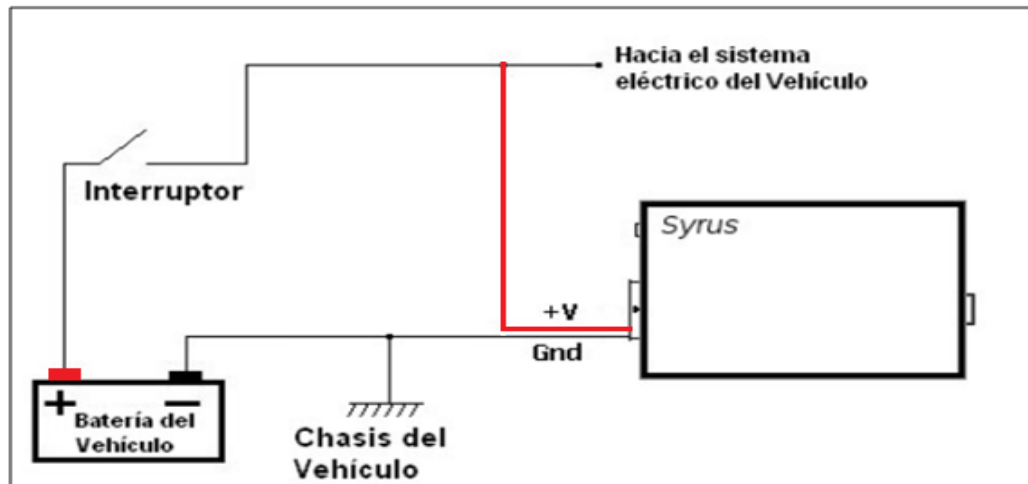 Hacia el sistema
eléctrico del Vehículo
Interruptor
Syrus
+V
Gnd
+ −
Batería del
Vehículo
Chasis del
Vehículo